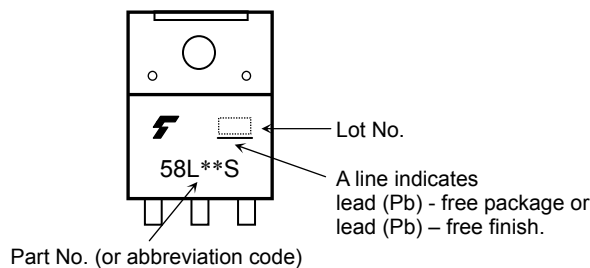 Lot No.
58L**S
A line indicates
lead (Pb) - free package or
lead (Pb) – free finish.
Part No. (or abbreviation code)